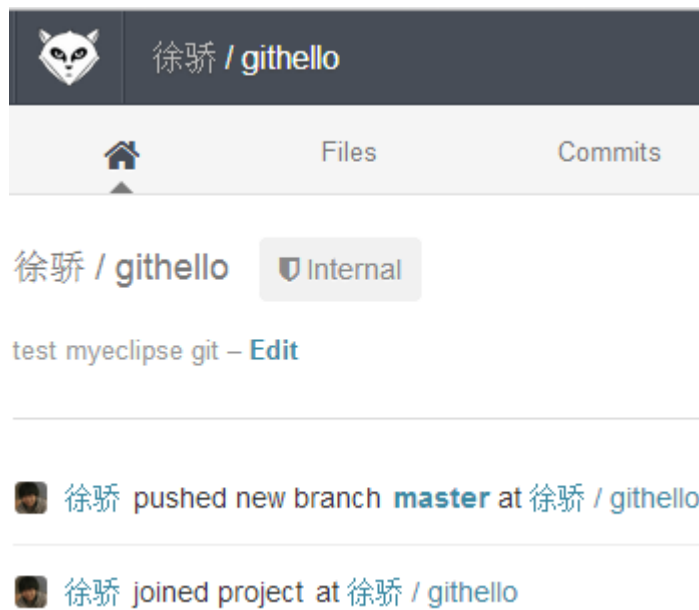 徐骄 / githello
Files Commits
徐骄 / githello Internal
test myeclipse git – Edit
徐骄 pushed new branch master at 徐骄 / githello
徐骄 joined project at 徐骄 / githello